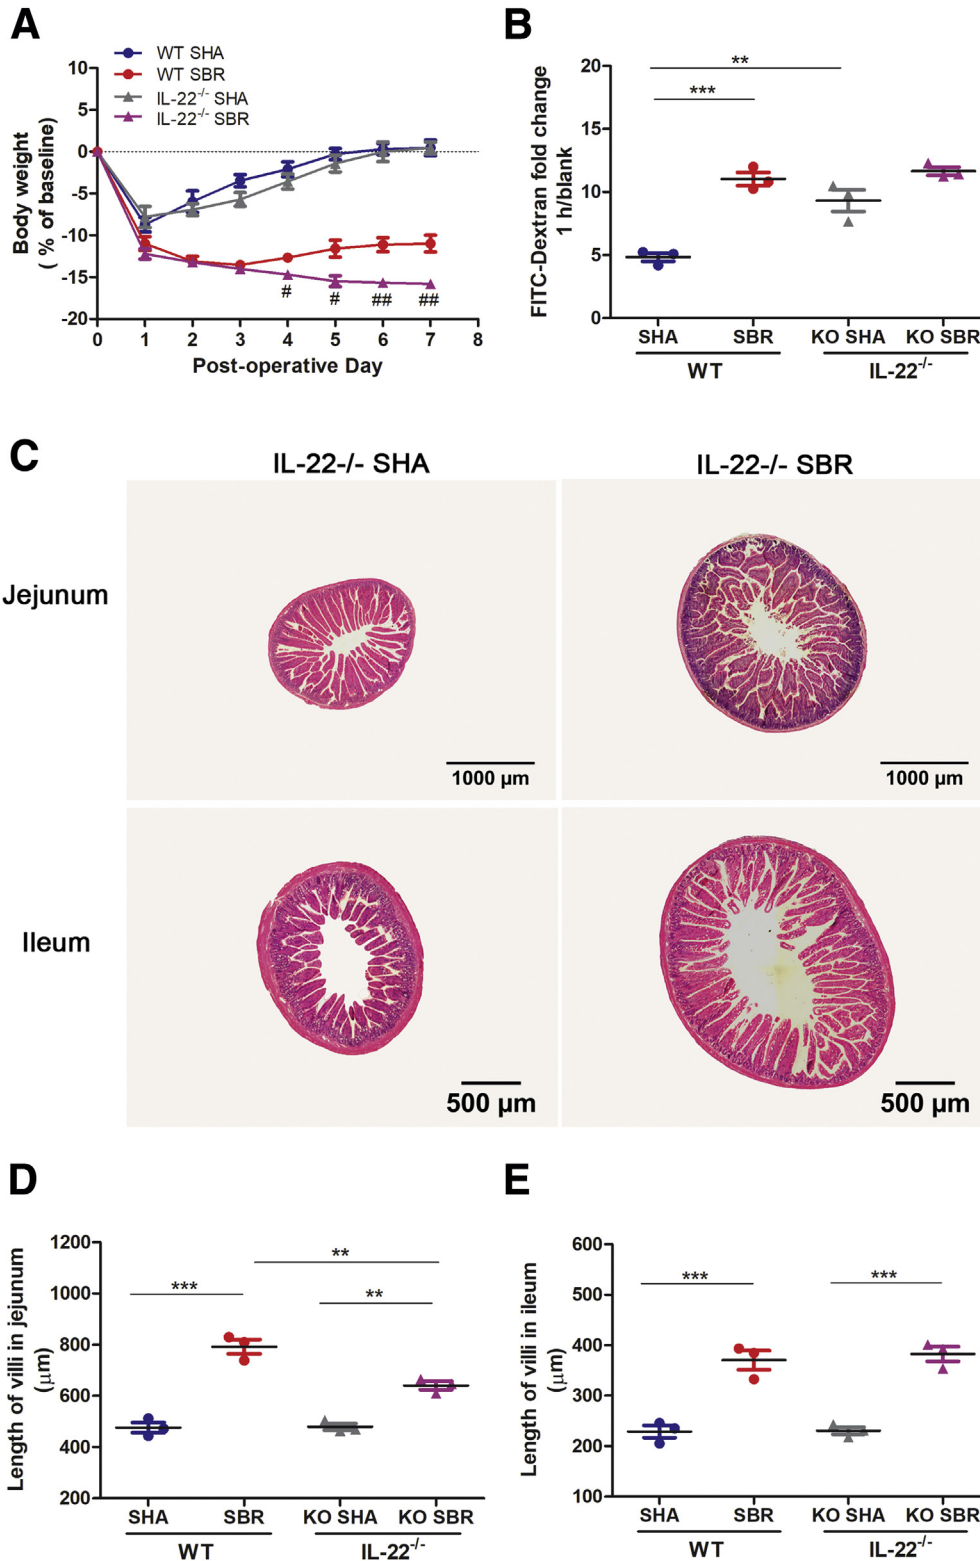 A
WT SHA
WT SBR
IL-22-/- SHA
IL-22-/- SBR
Body weight
( % of baseline)
10
5
0
-5
-10
-15
-20
#
#
##
##
0 1 2 3 4 5 6 7 8
Post-operative Day
B
FITC-Dextran fold change
1 h/blank
20
15
10
5
0
**
***
SHA SBR KO SHA KO SBR
WT IL-22-/-
C
IL-22-/- SHA IL-22-/- SBR
Jejunum
1000 μm 1000 μm
Ileum
500 μm 500 μm
D
Length of villi in jejunum
(μm)
1200
1000
800
600
400
200
***
**
**
SHA SBR KO SHA KO SBR
WT IL-22-/-
E
Length of villi in ileum
(μm)
600
500
400
300
200
100
***
***
SHA SBR KO SHA KO SBR
WT IL-22-/-